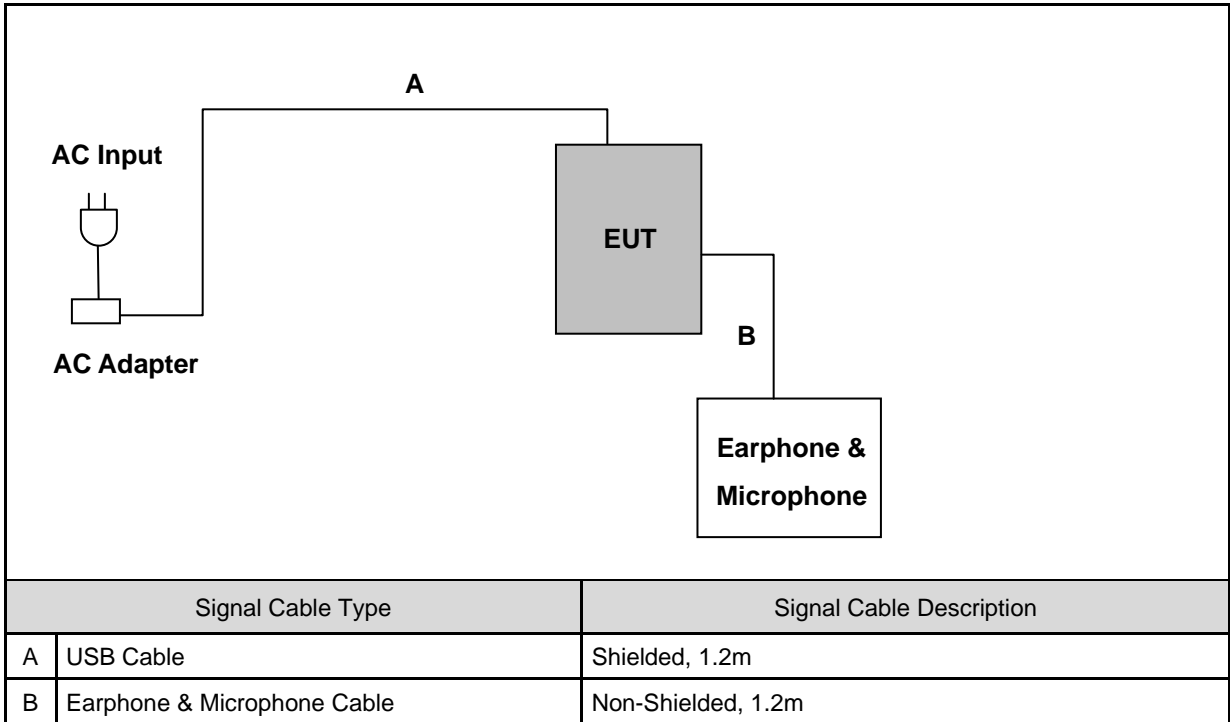 A
AC Input
EUT
B
AC Adapter
Earphone &
Microphone
Signal Cable Type Signal Cable Description
A USB Cable Shielded, 1.2m
B Earphone & Microphone Cable Non-Shielded, 1.2m